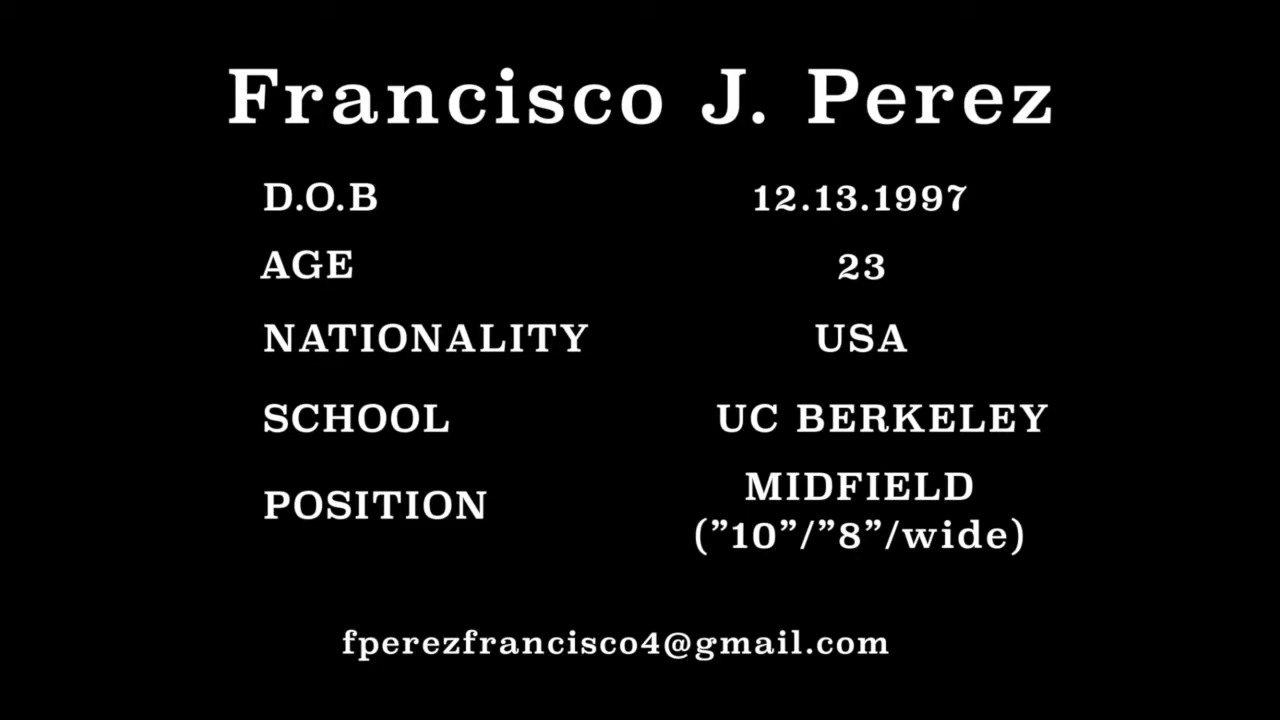 Francisco J. Perez
D.O.B 12.13.1997
AGE 23
NATIONALITY USA
SCHOOL UC BERKELEY
POSITION MIDFIELD
(”10”/”8”/wide)
fperezfrancisco4@gmail.com